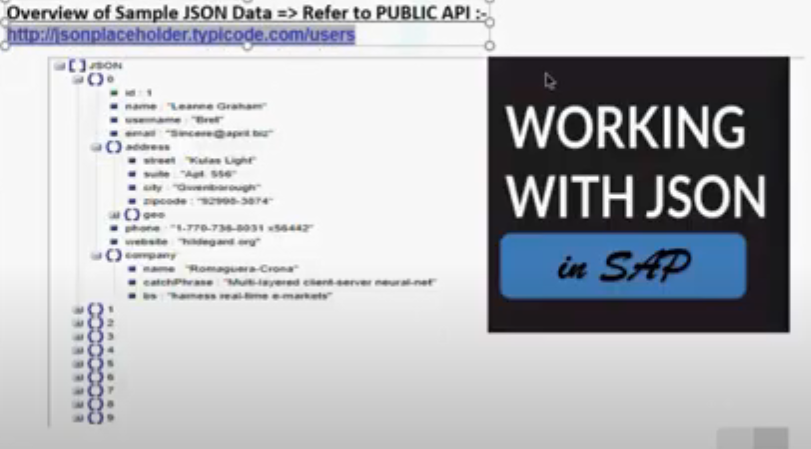 Overview of Sample JSON Data => Refer to PUBLIC API :-
http://jsonplaceholder.typicode.com/users
JSON
0
id : 1
name : "Leanne Graham"
username : "Bret"
email : "Sincere@april.biz"
address
street : "Kulas Light"
suite : "Apt. 556"
city : "Gwenborough"
zipcode : "92998-3874"
geo
phone : "1-770-736-8031 x56442"
website : "hildegard.org"
company
name : "Romaguera-Crona"
catchPhrase : "Multi-layered client-server neural-net"
bs : "harness real-time e-markets"
1
2
3
4
5
6
7
8
9
WORKING
WITH JSON
in SAP